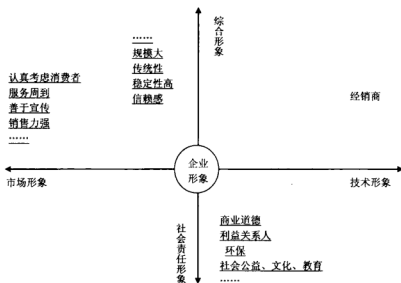 综合形象
……
规模大
传统性
稳定性高
信赖感
认真考虑消费者
服务周到
善于宣传
销售力强
……
经销商
企业
形象
市场形象
技术形象
社会责任形象
商业道德
利益关系人
环保
社会公益、文化、教育
……